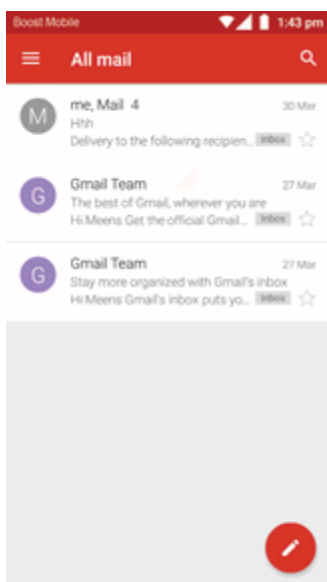 Boost Mobile 1:43 pm
All mail
M me, Mail 4 30 Mar
Hhh
Delivery to the following recipien... Inbox
G Gmail Team 27 Mar
The best of Gmail, wherever you are
Hi Meens Get the official Gmail... Inbox
G Gmail Team 27 Mar
Stay more organized with Gmail's inbox
Hi Meens Gmail's inbox puts yo... Inbox